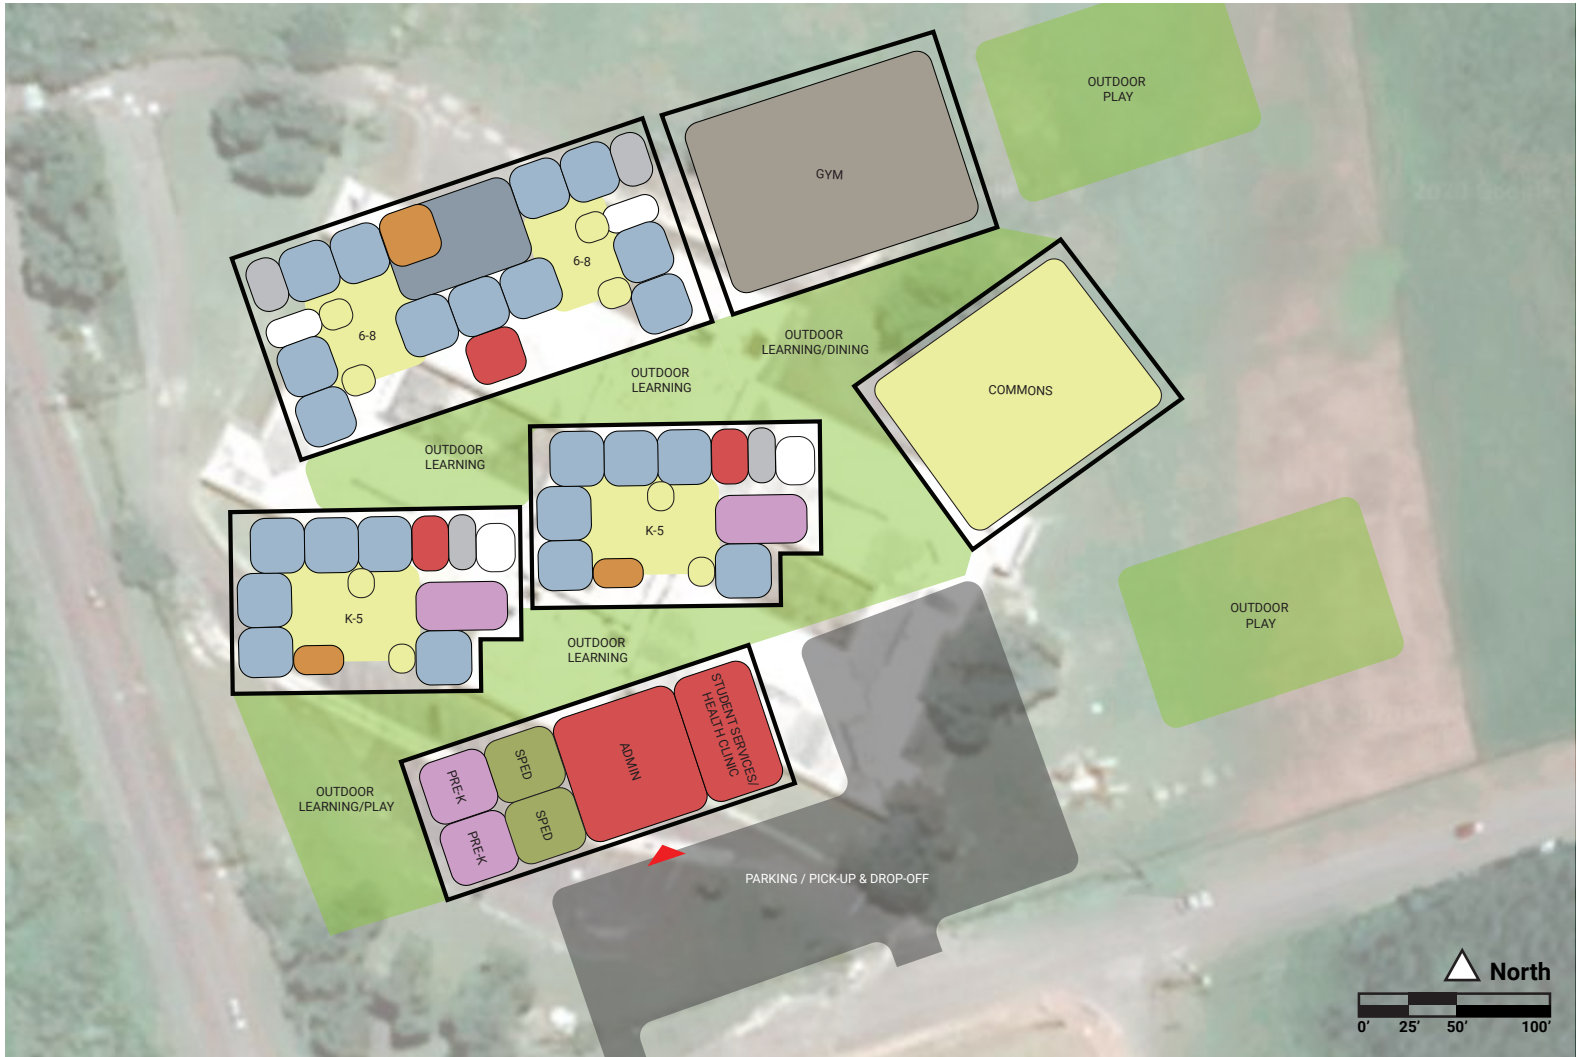 OUTDOOR
PLAY
GYM
6-8
6-8
OUTDOOR
LEARNING/DINING
OUTDOOR
LEARNING
COMMONS
OUTDOOR
LEARNING
K-5
K-5
OUTDOOR
PLAY
OUTDOOR
LEARNING
STUDENT SERVICES/
HEALTH CLINIC
ADMIN
SPED
PRE-K
SPED
PRE-K
OUTDOOR
LEARNING/PLAY
PARKING / PICK-UP & DROP-OFF
North
0' 25' 50' 100'